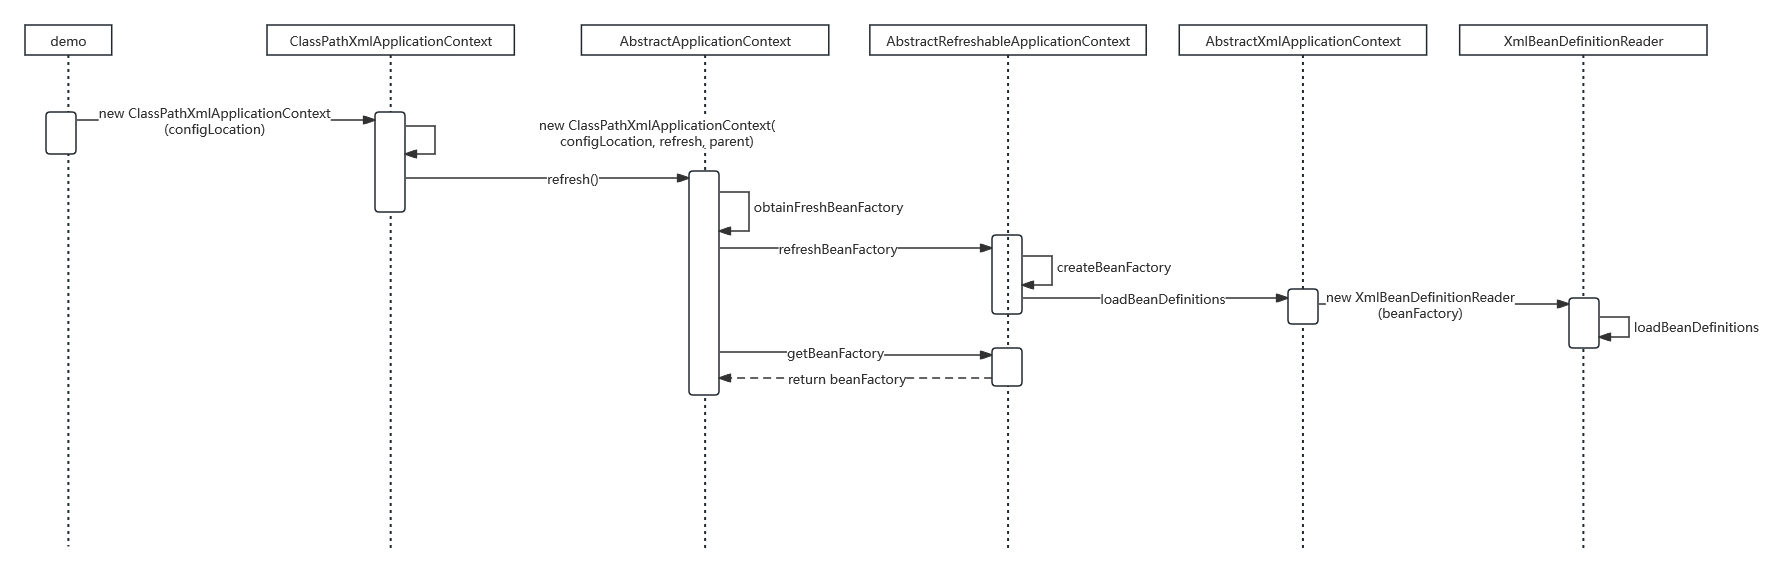 demo
ClassPathXmlApplicationContext
AbstractApplicationContext
AbstractRefreshableApplicationContext
AbstractXmlApplicationContext
XmlBeanDefinitionReader
new ClassPathXmlApplicationContext
(configLocation)
new ClassPathXmlApplicationContext(
configLocation, refresh, parent)
refresh()
obtainFreshBeanFactory
refreshBeanFactory
createBeanFactory
loadBeanDefinitions
new XmlBeanDefinitionReader
(beanFactory)
loadBeanDefinitions
getBeanFactory
return beanFactory